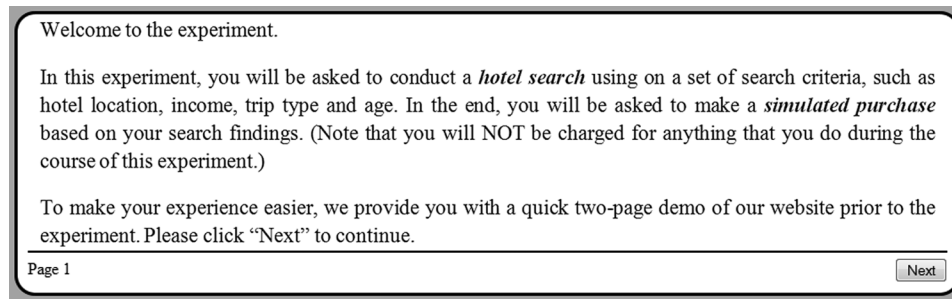 Welcome to the experiment.
In this experiment, you will be asked to conduct a hotel search using on a set of search criteria, such as
hotel location, income, trip type and age. In the end, you will be asked to make a simulated purchase
based on your search findings. (Note that you will NOT be charged for anything that you do during the
course of this experiment.)
To make your experience easier, we provide you with a quick two-page demo of our website prior to the
experiment. Please click “Next” to continue.
Page 1
Next